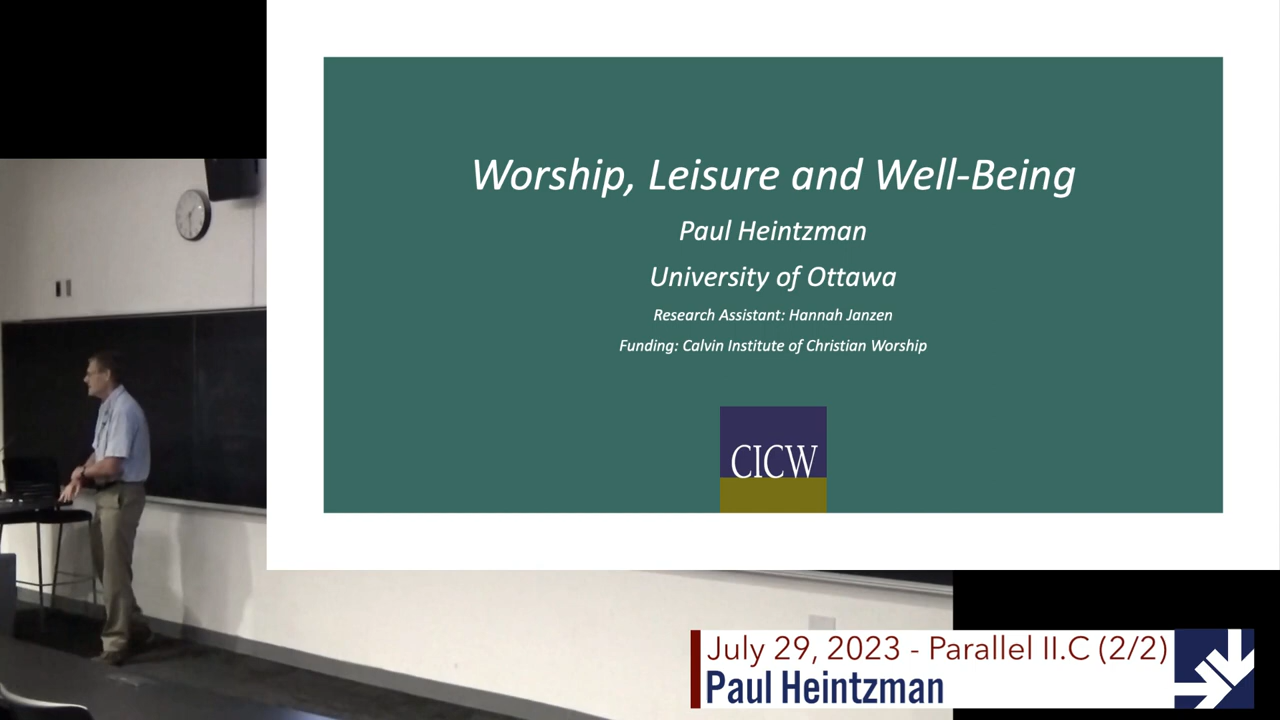 Worship, Leisure and Well-Being
Paul Heintzman
University of Ottawa
Research Assistant: Hannah Janzen
Funding: Calvin Institute of Christian Worship
CICW
July 29, 2023 - Parallel II.C (2/2)
Paul Heintzman